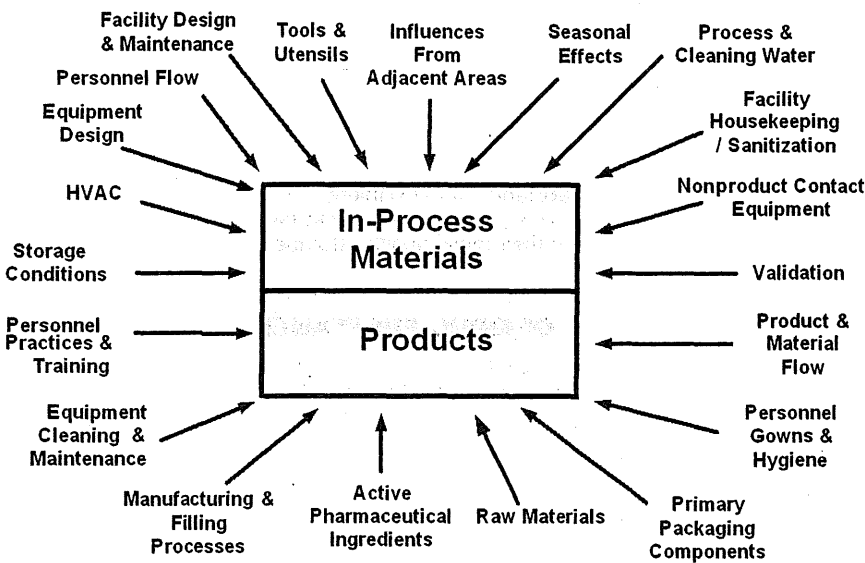 Facility Design
& Maintenance
Tools &
Utensils
Influences
From
Adjacent Areas
Seasonal
Effects
Process &
Cleaning Water
Personnel Flow
Equipment
Design
Facility
Housekeeping
/ Sanitization
HVAC
Nonproduct Contact
Equipment
In-Process
Materials
Storage
Conditions
Validation
Personnel
Practices &
Training
Products
Product &
Material
Flow
Equipment
Cleaning &
Maintenance
Personnel
Gowns &
Hygiene
Manufacturing &
Filling
Processes
Active
Pharmaceutical
Ingredients
Raw Materials
Primary
Packaging
Components